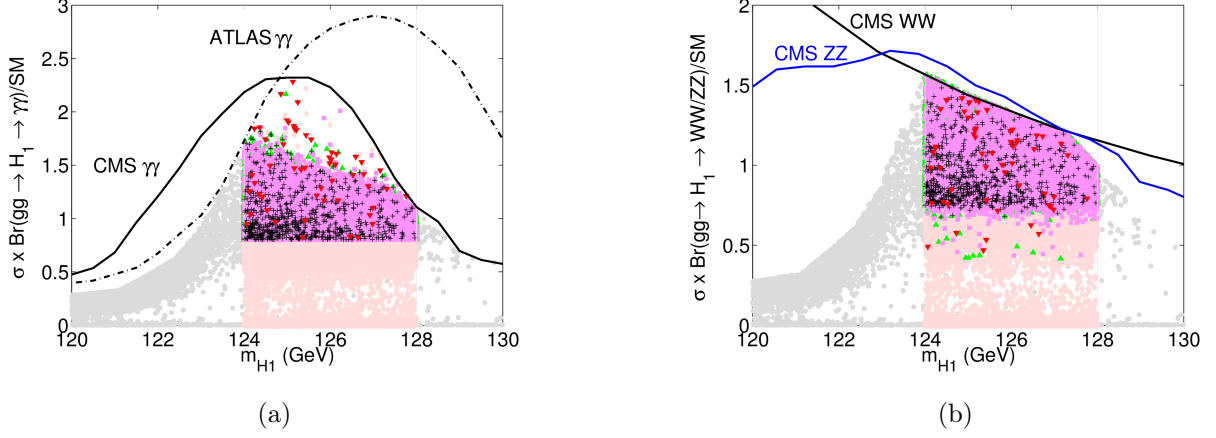 σ x Br(gg → H₁ → γγ)/SM
3
2.5
2
1.5
1
0.5
0
120 122 124 126 128 130
m_H1 (GeV)
ATLAS γγ
CMS γγ
(a)
σ x Br(gg→ H₁ → WW/ZZ)/SM
2
1.5
1
0.5
0
120 122 124 126 128 130
m_H1 (GeV)
CMS WW
CMS ZZ
(b)